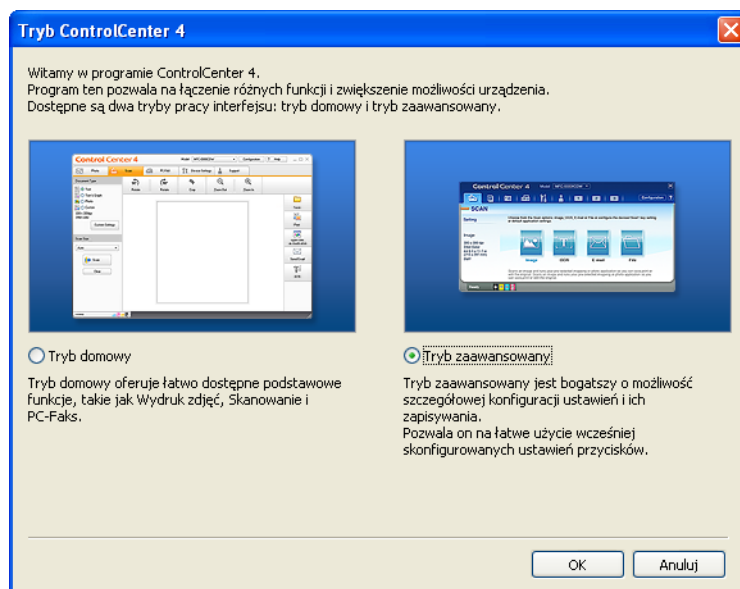 Tryb ControlCenter 4
Witamy w programie ControlCenter 4.
Program ten pozwala na łączenie różnych funkcji i zwiększenie możliwości urządzenia.
Dostępne są dwa tryby pracy interfejsu: tryb domowy i tryb zaawansowany.
Control Center 4
Scan
Control Center 4
SCAN
Image
OCR
E-mail
File
Tryb domowy
Tryb domowy oferuje łatwo dostępne podstawowe
funkcje, takie jak Wydruk zdjęć, Skanowanie i
PC-Faks.
Tryb zaawansowany
Tryb zaawansowany jest bogatszy o możliwość
szczegółowej konfiguracji ustawień i ich
zapisywania.
Pozwala on na łatwe użycie wcześniej
skonfigurowanych ustawień przycisków.
OK
Anuluj